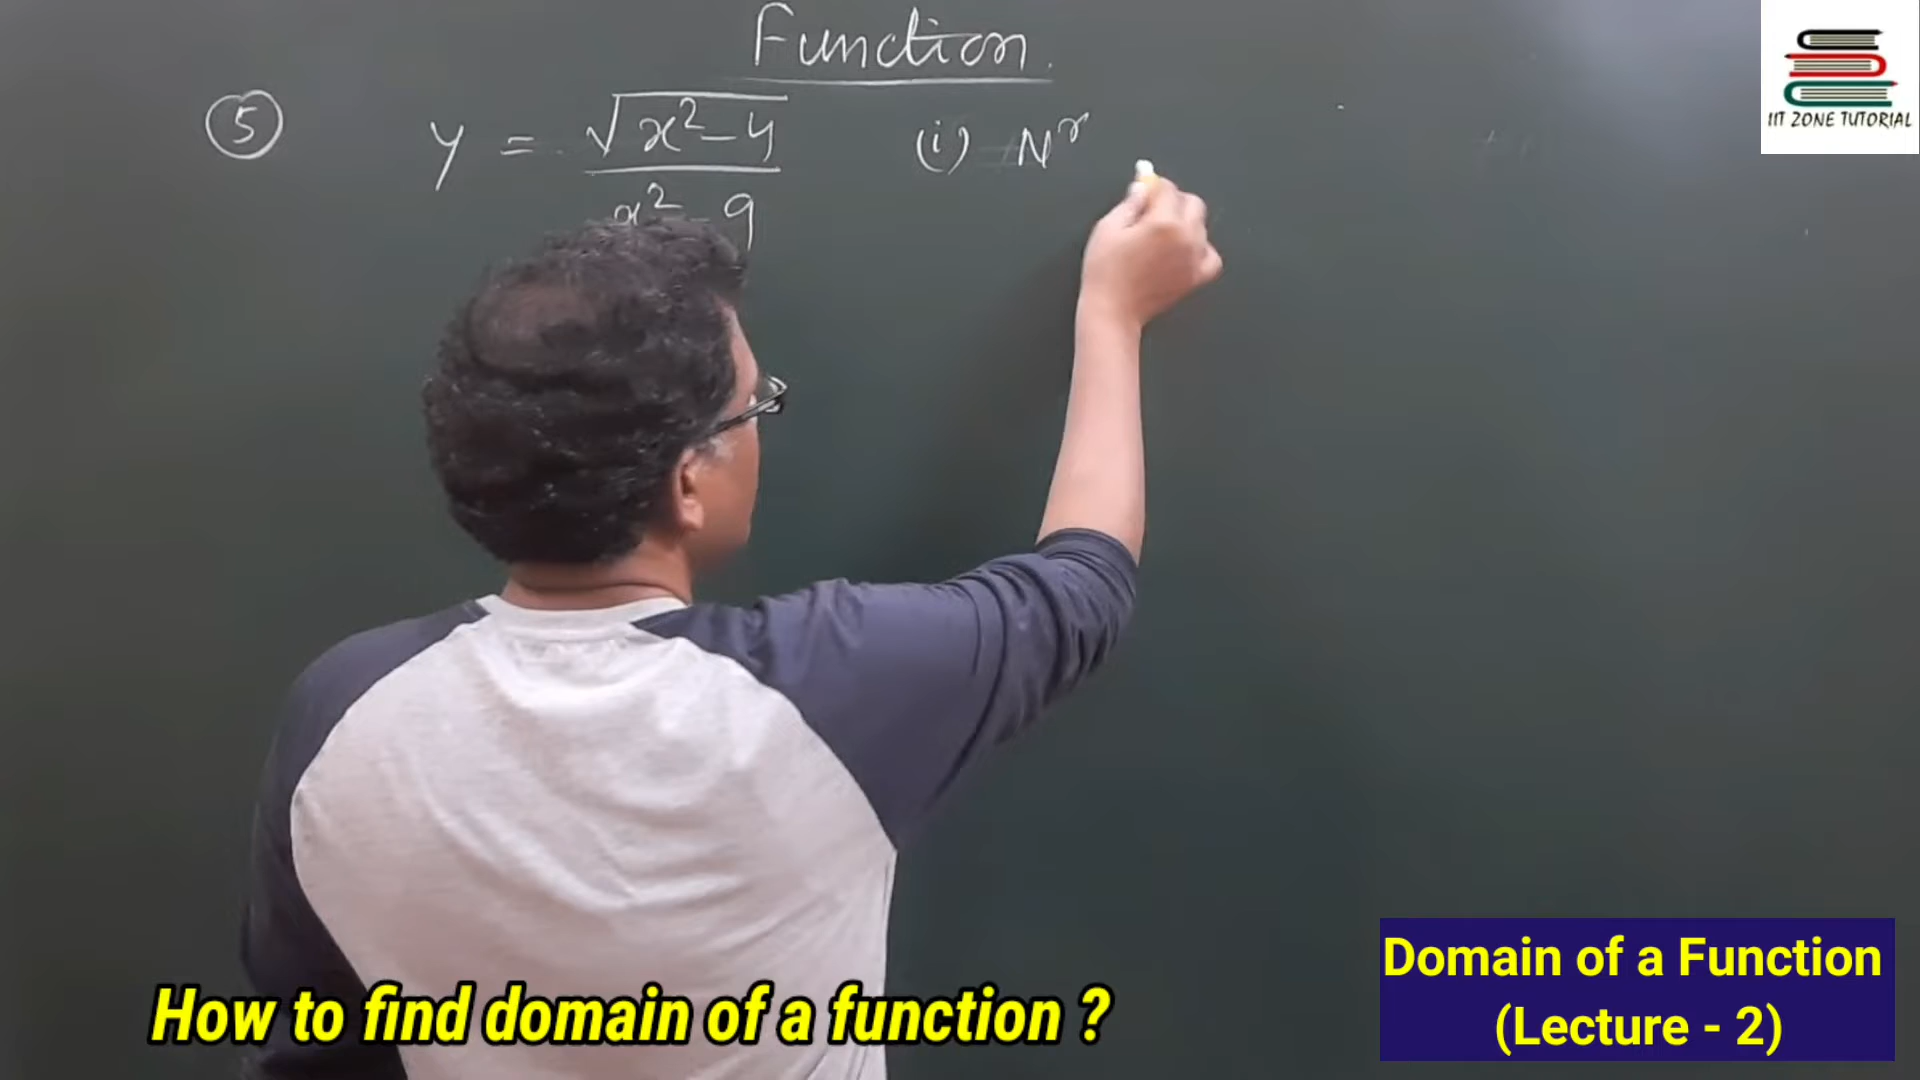 Function.
5 y = √x²-4 (i) Nʳ
x² - 9
IIT ZONE TUTORIAL
How to find domain of a function ?
Domain of a Function
(Lecture - 2)